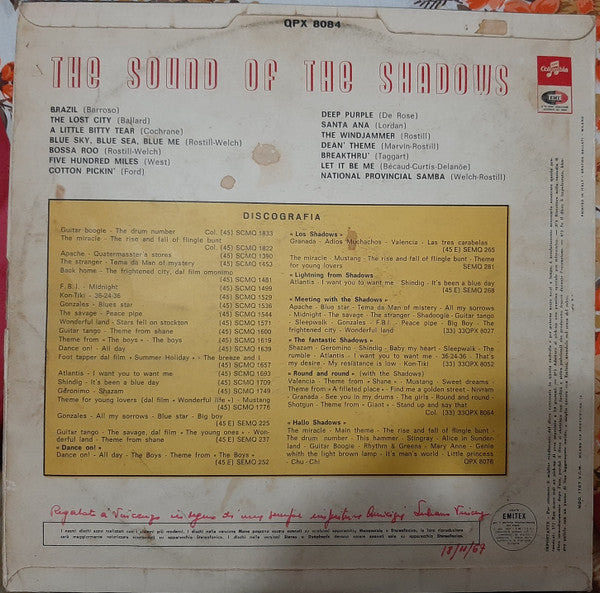 QPX 8084
THE SOUND OF THE SHADOWS
Columbia
EMI
BRAZIL (Barroso)
THE LOST CITY (Ballard)
A LITTLE BITTY TEAR (Cochrane)
BLUE SKY, BLUE SEA, BLUE ME (Rostill-Welch)
BOSSA ROO (Rostill-Welch)
FIVE HUNDRED MILES (West)
COTTON PICKIN' (Ford)
DEEP PURPLE (De Rose)
SANTA ANA (Lordan)
THE WINDJAMMER (Rostill)
DEAN' THEME (Marvin-Rostill)
BREAKTHRU' (Taggart)
LET IT BE ME (Bécaud-Curtis-Delanöe)
NATIONAL PROVINCIAL SAMBA (Welch-Rostill)
DISCOGRAFIA
Guitar boogie - The drum number
Col. (45) SCMQ 1833
The miracle - The rise and fall of flingle bunt
Col. (45) SCMQ 1822
Apache - Quatermasster's stores (45) SCMQ 1390
The stranger - Tema di Man of mystery (45) SCMQ 1453
Back home - The frightened city, dal film omonimo
(45) SCMQ 1481
F.B.I. - Midnight (45) SCMQ 1499
Kon-Tiki - 36-24-36 (45) SCMQ 1529
Gonzales - Blues star (45) SCMQ 1536
The savage - Peace pipe (45) SCMQ 1544
Wonderful land - Stars fell on stockton (45) SCMQ 1571
Guitar tango - Theme from shane (45) SCMQ 1600
Theme from «The boys» - The boys (45) SCMQ 1619
Dance on! - All day (45) SCMQ 1639
Foot tapper dal film «Summer Holiday» - The breeze and I
(45) SCMQ 1657
Atlantis - I want you to want me (45) SCMQ 1693
Shindig - It's been a blue day (45) SCMQ 1709
Géronimo - Shazam (45) SCMQ 1749
Theme for young lovers (dal film «Wonderful life») - Mustang
(45) SCMQ 1776
Gonzales - All my sorrows - Blue star - Big boy
(45 E) SEMQ 225
Guitar tango - The savage, dal film «The young ones» - Wonderful
land - Theme from shane (45 E) SEMQ 237
« Dance on! »
Dance on! - All day - The Boys - Theme from «The Boys»
(45 E) SEMQ 252
« Los Shadows »
Granada - Adios Muchachos - Valencia - Las tres carabelas
(45 E) SEMQ 265
The miracle - Mustang - The rise and fall of flingle bunt - Theme
for young lovers SEMQ 281
« Lightning from Shadows »
Atlantis - I want you to want me - Shindig - It's been a blue day
(45 E) SEMQ 268
« Meeting with the Shadows »
Apache - Blue star - Tema da Man of mistery - All my sorrows
- Midnight - The savage - The stranger - Shadoogie - Guitar tango
- Sleepwalk - Gonzales - F.B.I. - Peace pipe - Big Boy - The
frightened city - Wonderful land (33) 33QPX 8027
« The fantastic Shadows »
Apache - Geromino - Shindig - Baby my heart - Sleepwalk - The
rumble - Atlantis - I want you to want me - 36-24-36 - That's
my desire - My resistance is low - KonTiki (33) 33QPX 8052
« Round and round » (with the Shadows)
Valencia - Theme from «Shane» - Mustang - Sweet dreams -
Theme from «A filleted place» - Find me a golden street - Nivram
- Granada - See you in my drums - The girls - Round and round -
Shotgun - Theme from «Giant» - Stand up and say that
Col. (33) 33QPX 8064
« Hallo Shadows »
The miracle - Main theme - The rise and fall of flingle bunt -
The drum number - This hammer - Stingray - Alice in Sunderland
- Guitar Boogie - Rhythm & Greens - Mary Anne - Genie
whith the light brown lamp - It's man's world - Little princess
- Chu - Chi QPX 8078
Regalato a Vincenzo in segno di
18/11/67
EMITEX